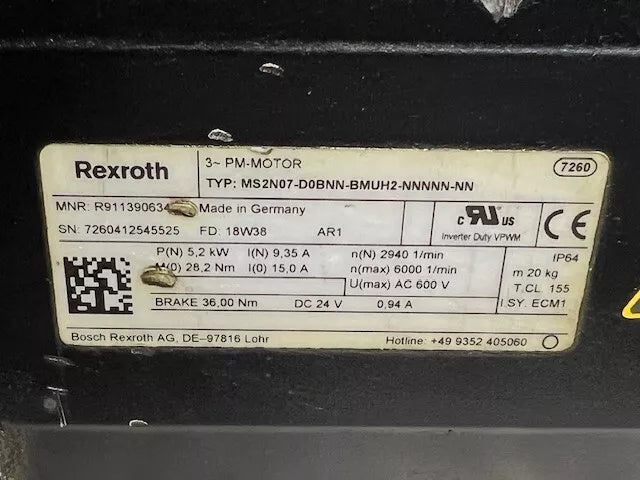 Rexroth
3~ PM-MOTOR
7260
TYP: MS2N07-D0BNN-BMUH2-NNNNN-NN
MNR: R911390634 Made in Germany
SN: 7260412545525 FD: 18W38 AR1
c RU US
Inverter Duty VPWM
CE
P(N) 5,2 kW I(N) 9,35 A n(N) 2940 1/min IP64
M(0) 28,2 Nm I(0) 15,0 A n(max) 6000 1/min m 20 kg
U(max) AC 600 V T.CL. 155
BRAKE 36,00 Nm DC 24 V 0,94 A I.SY. ECM1
Bosch Rexroth AG, DE-97816 Lohr Hotline: +49 9352 405060